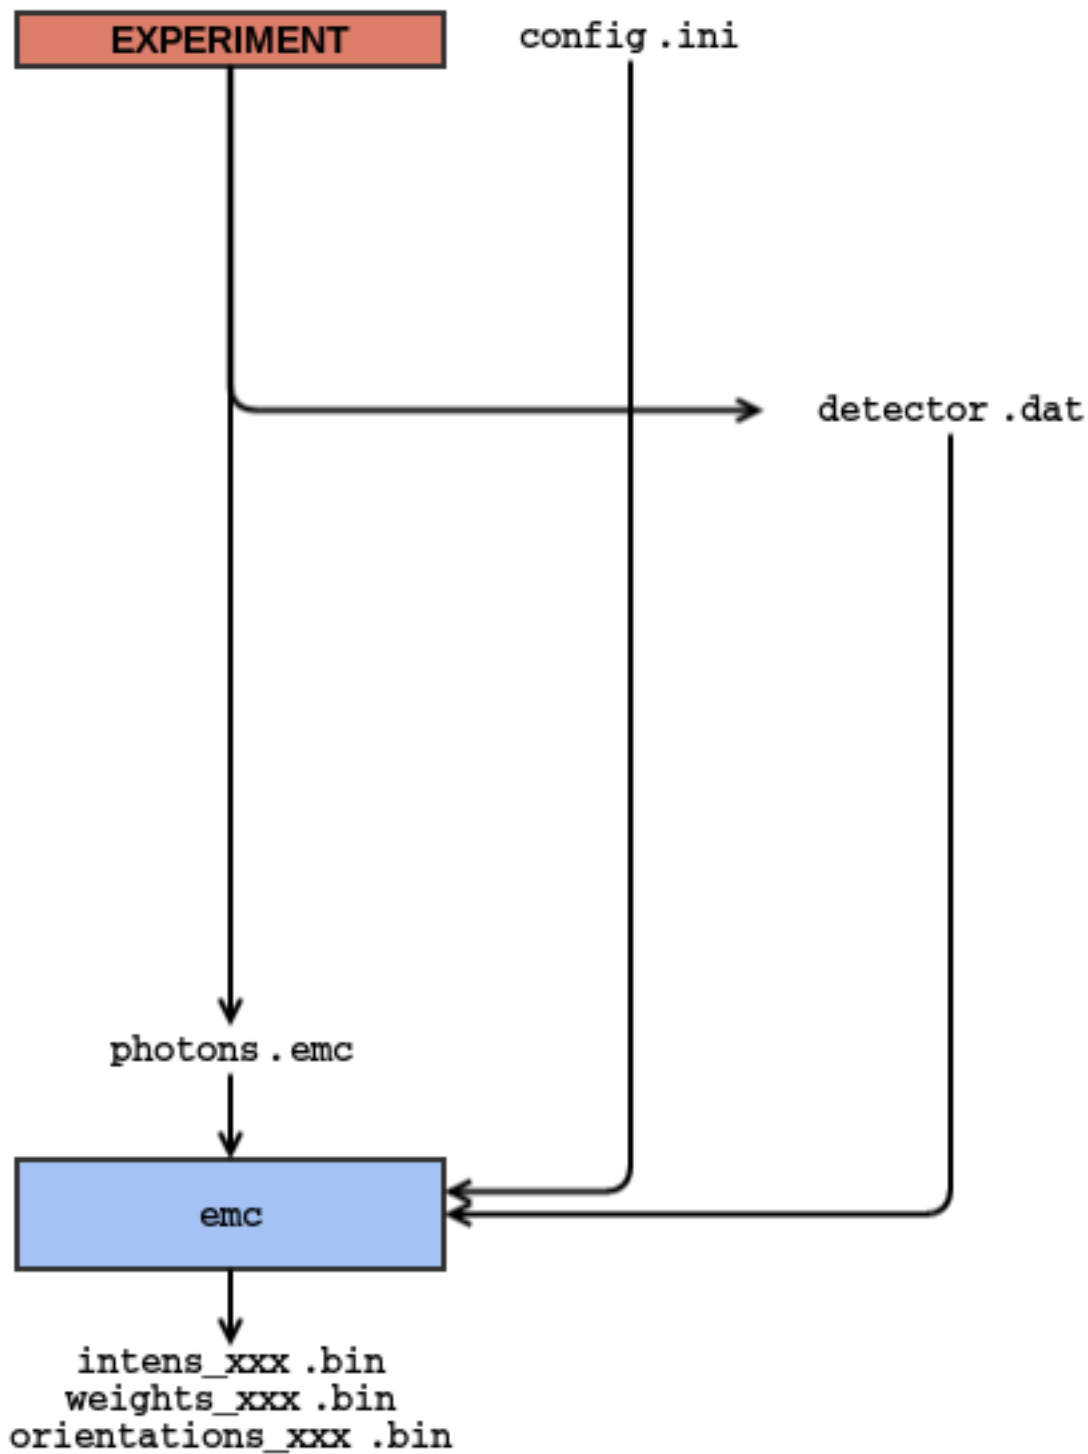 EXPERIMENT
config.ini
detector.dat
photons.emc
emc
intens_xxx.bin
weights_xxx.bin
orientations_xxx.bin